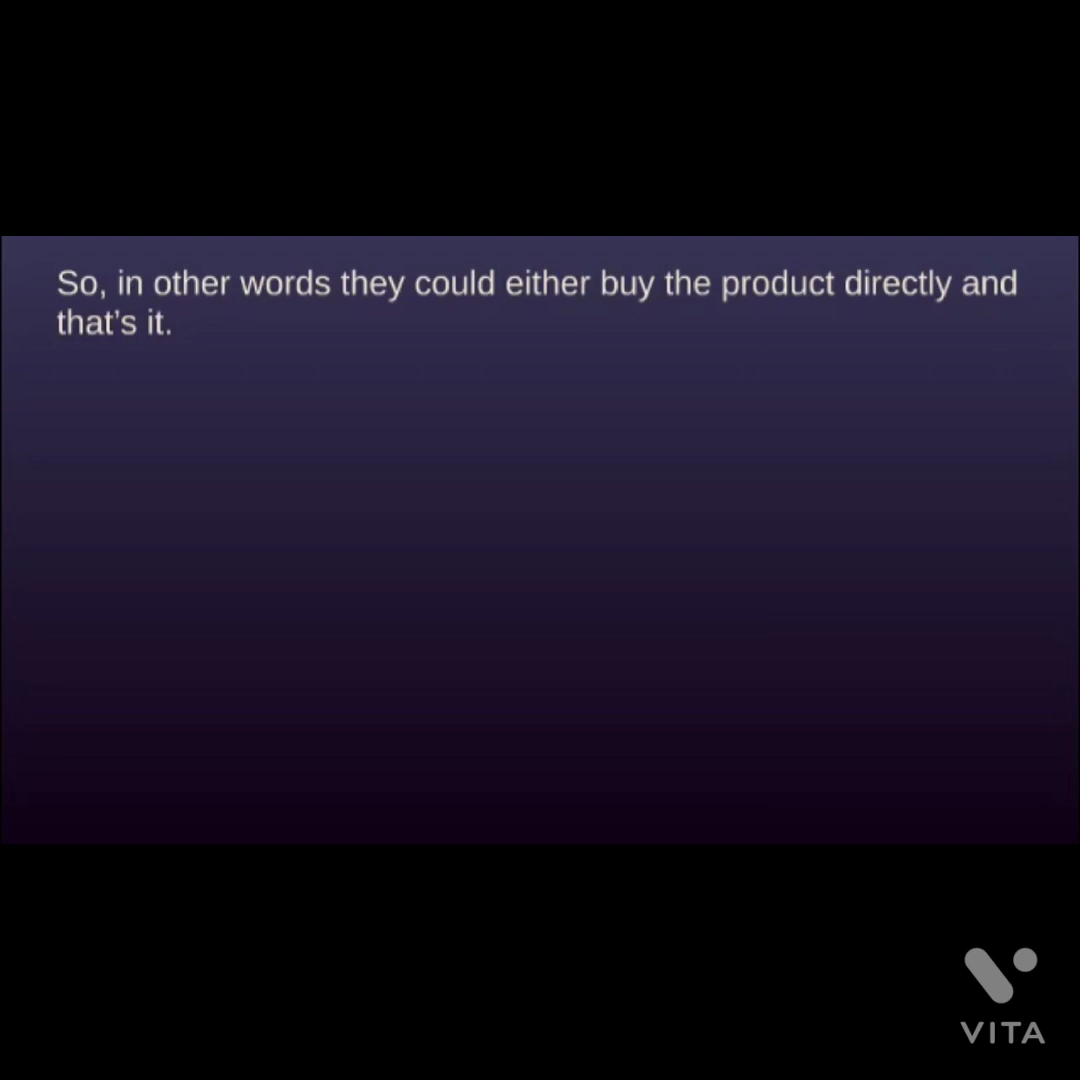 So, in other words they could either buy the product directly and
that’s it.
VITA